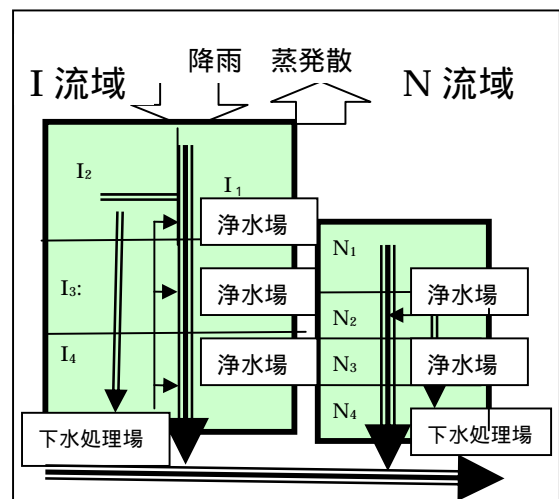 降雨 蒸発散
I 流域
N 流域
I2
I1
浄水場
I3:
浄水場
I4
浄水場
下水処理場
N1
浄水場
N2
浄水場
N3
N4
下水処理場